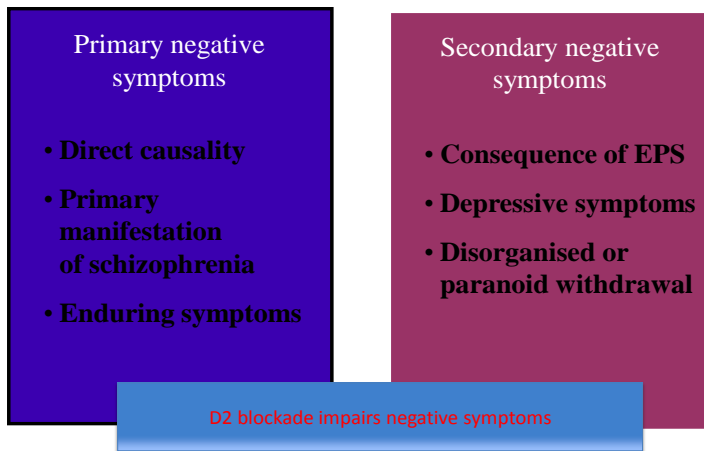 Primary negative
symptoms
• Direct causality
• Primary
manifestation
of schizophrenia
• Enduring symptoms
Secondary negative
symptoms
• Consequence of EPS
• Depressive symptoms
• Disorganised or
paranoid withdrawal
D2 blockade impairs negative symptoms